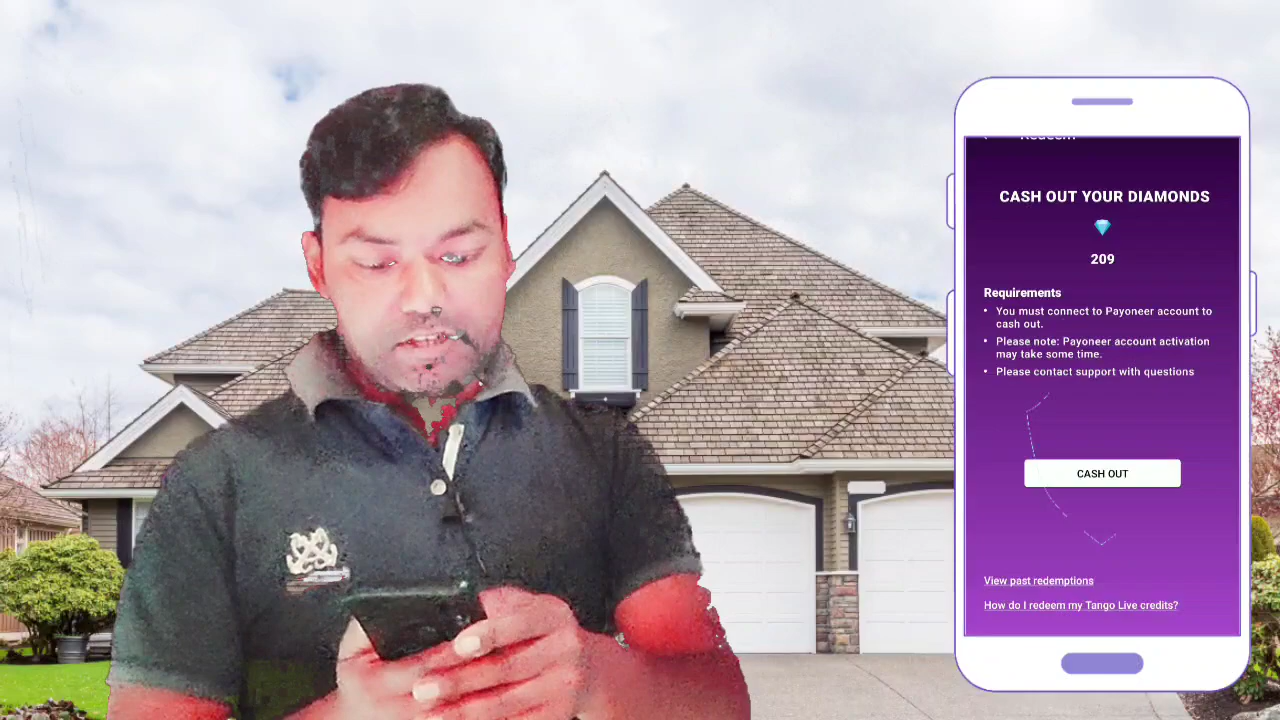 CASH OUT YOUR DIAMONDS
209
Requirements
• You must connect to Payoneer account to
cash out.
• Please note: Payoneer account activation
may take some time.
• Please contact support with questions
CASH OUT
View past redemptions
How do I redeem my Tango Live credits?